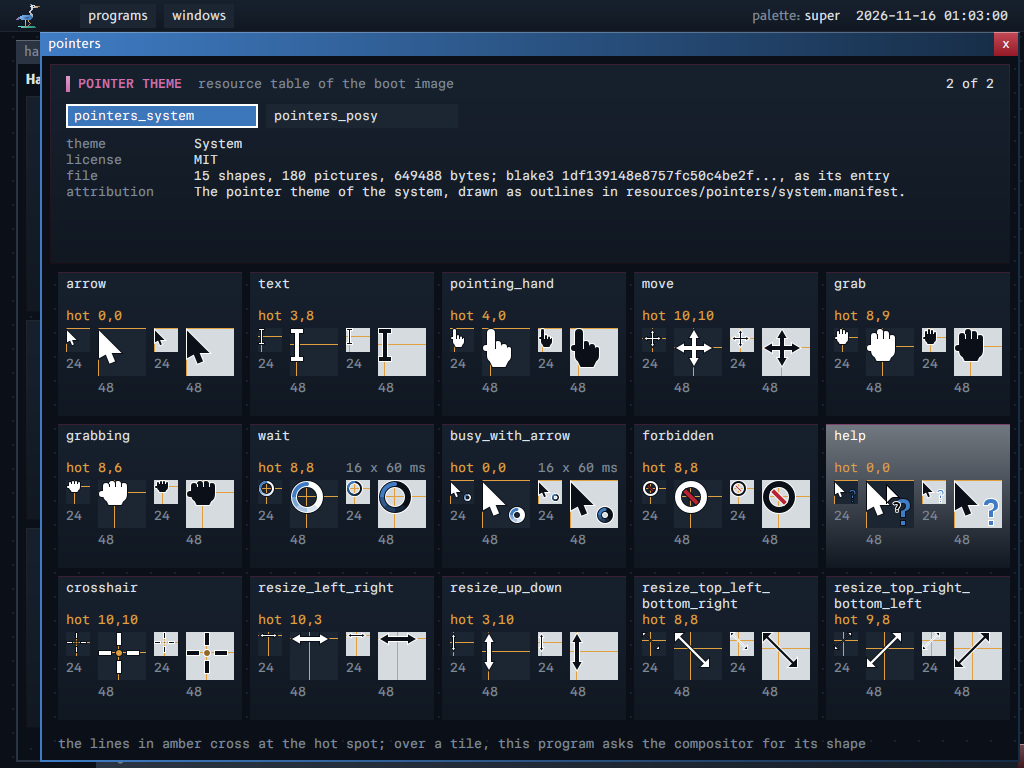 programs windows palette: super 2026-11-16 01:03:00
ha
pointers x
Ha
POINTER THEME resource table of the boot image 2 of 2
pointers_system pointers_posy
theme System
license MIT
file 15 shapes, 180 pictures, 649488 bytes; blake3 1df139148e8757fc50c4be2f..., as its entry
attribution The pointer theme of the system, drawn as outlines in resources/pointers/system.manifest.
arrow text pointing_hand move grab
hot 0,0 hot 3,8 hot 4,0 hot 10,10 hot 8,9
24 24 24 24 24 24 24 24 24 24
48 48 48 48 48 48 48 48 48 48
grabbing wait busy_with_arrow forbidden help
hot 8,6 hot 8,8 16 x 60 ms hot 0,0 16 x 60 ms hot 8,8 hot 0,0
24 24 24 24 24 24 24 24 24 24
48 48 48 48 48 48 48 48 48 48
crosshair resize_left_right resize_up_down resize_top_left_ resize_top_right_
bottom_right bottom_left
hot 10,10 hot 10,3 hot 3,10 hot 8,8 hot 9,8
24 24 24 24 24 24 24 24 24 24
48 48 48 48 48 48 48 48 48 48
the lines in amber cross at the hot spot; over a tile, this program asks the compositor for its shape